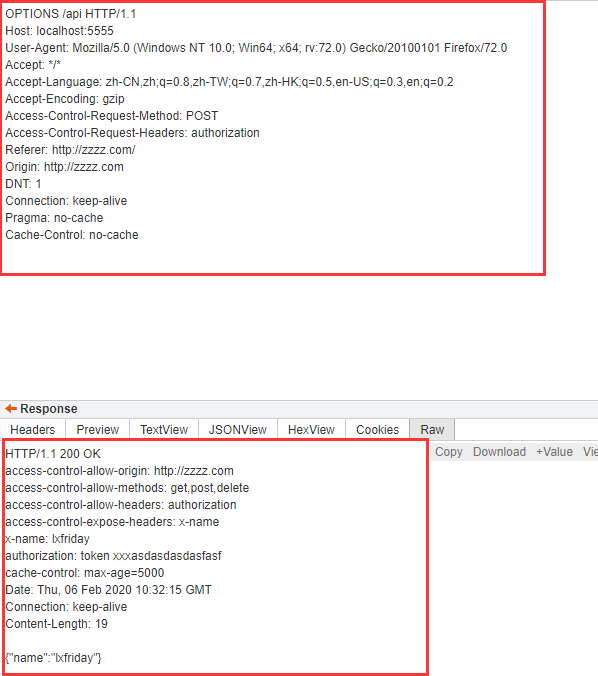 OPTIONS /api HTTP/1.1
Host: localhost:5555
User-Agent: Mozilla/5.0 (Windows NT 10.0; Win64; x64; rv:72.0) Gecko/20100101 Firefox/72.0
Accept: */*
Accept-Language: zh-CN,zh;q=0.8,zh-TW;q=0.7,zh-HK;q=0.5,en-US;q=0.3,en;q=0.2
Accept-Encoding: gzip
Access-Control-Request-Method: POST
Access-Control-Request-Headers: authorization
Referer: http://zzzz.com/
Origin: http://zzzz.com
DNT: 1
Connection: keep-alive
Pragma: no-cache
Cache-Control: no-cache
Response
Headers Preview TextView JSONView HexView Cookies Raw
Copy Download +Value
HTTP/1.1 200 OK
access-control-allow-origin: http://zzzz.com
access-control-allow-methods: get,post,delete
access-control-allow-headers: authorization
access-control-expose-headers: x-name
x-name: lxfriday
authorization: token xxxasdasdasdasfasf
cache-control: max-age=5000
Date: Thu, 06 Feb 2020 10:32:15 GMT
Connection: keep-alive
Content-Length: 19
{"name":"lxfriday"}